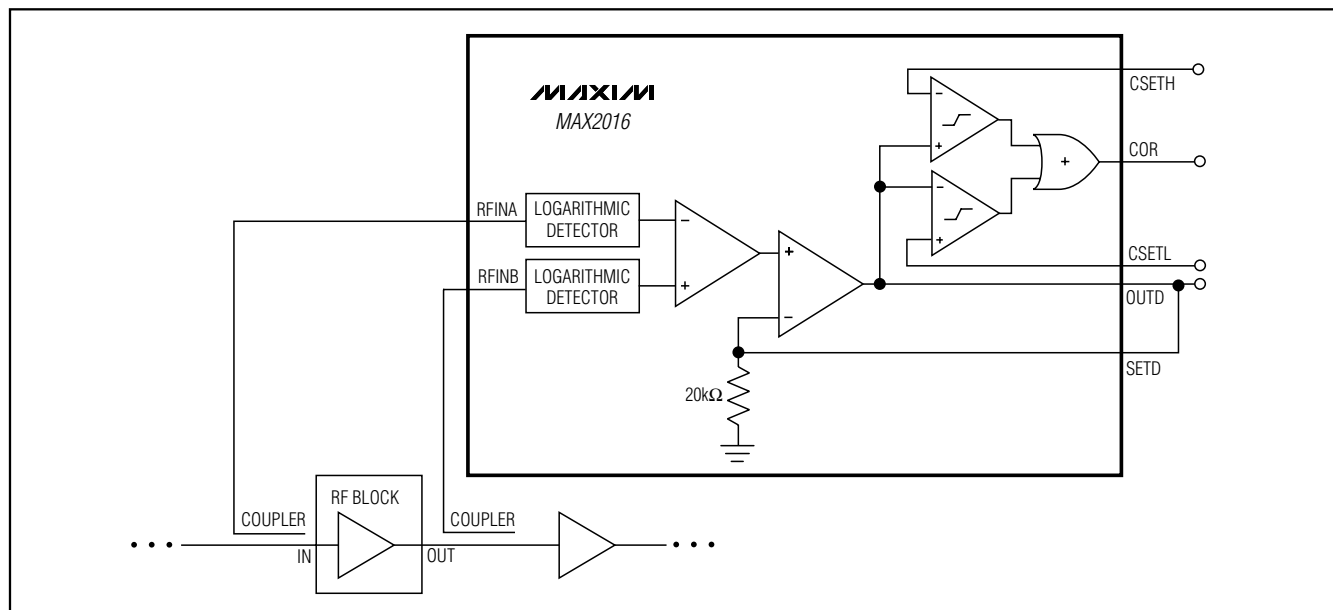 CSETH
MAXIM
MAX2016
−
+
+
COR
RFINA
LOGARITHMIC
DETECTOR
−
−
+
CSETL
RFINB
LOGARITHMIC
DETECTOR
+
+
−
OUTD
SETD
20kΩ
RF BLOCK
COUPLER
COUPLER
IN
OUT